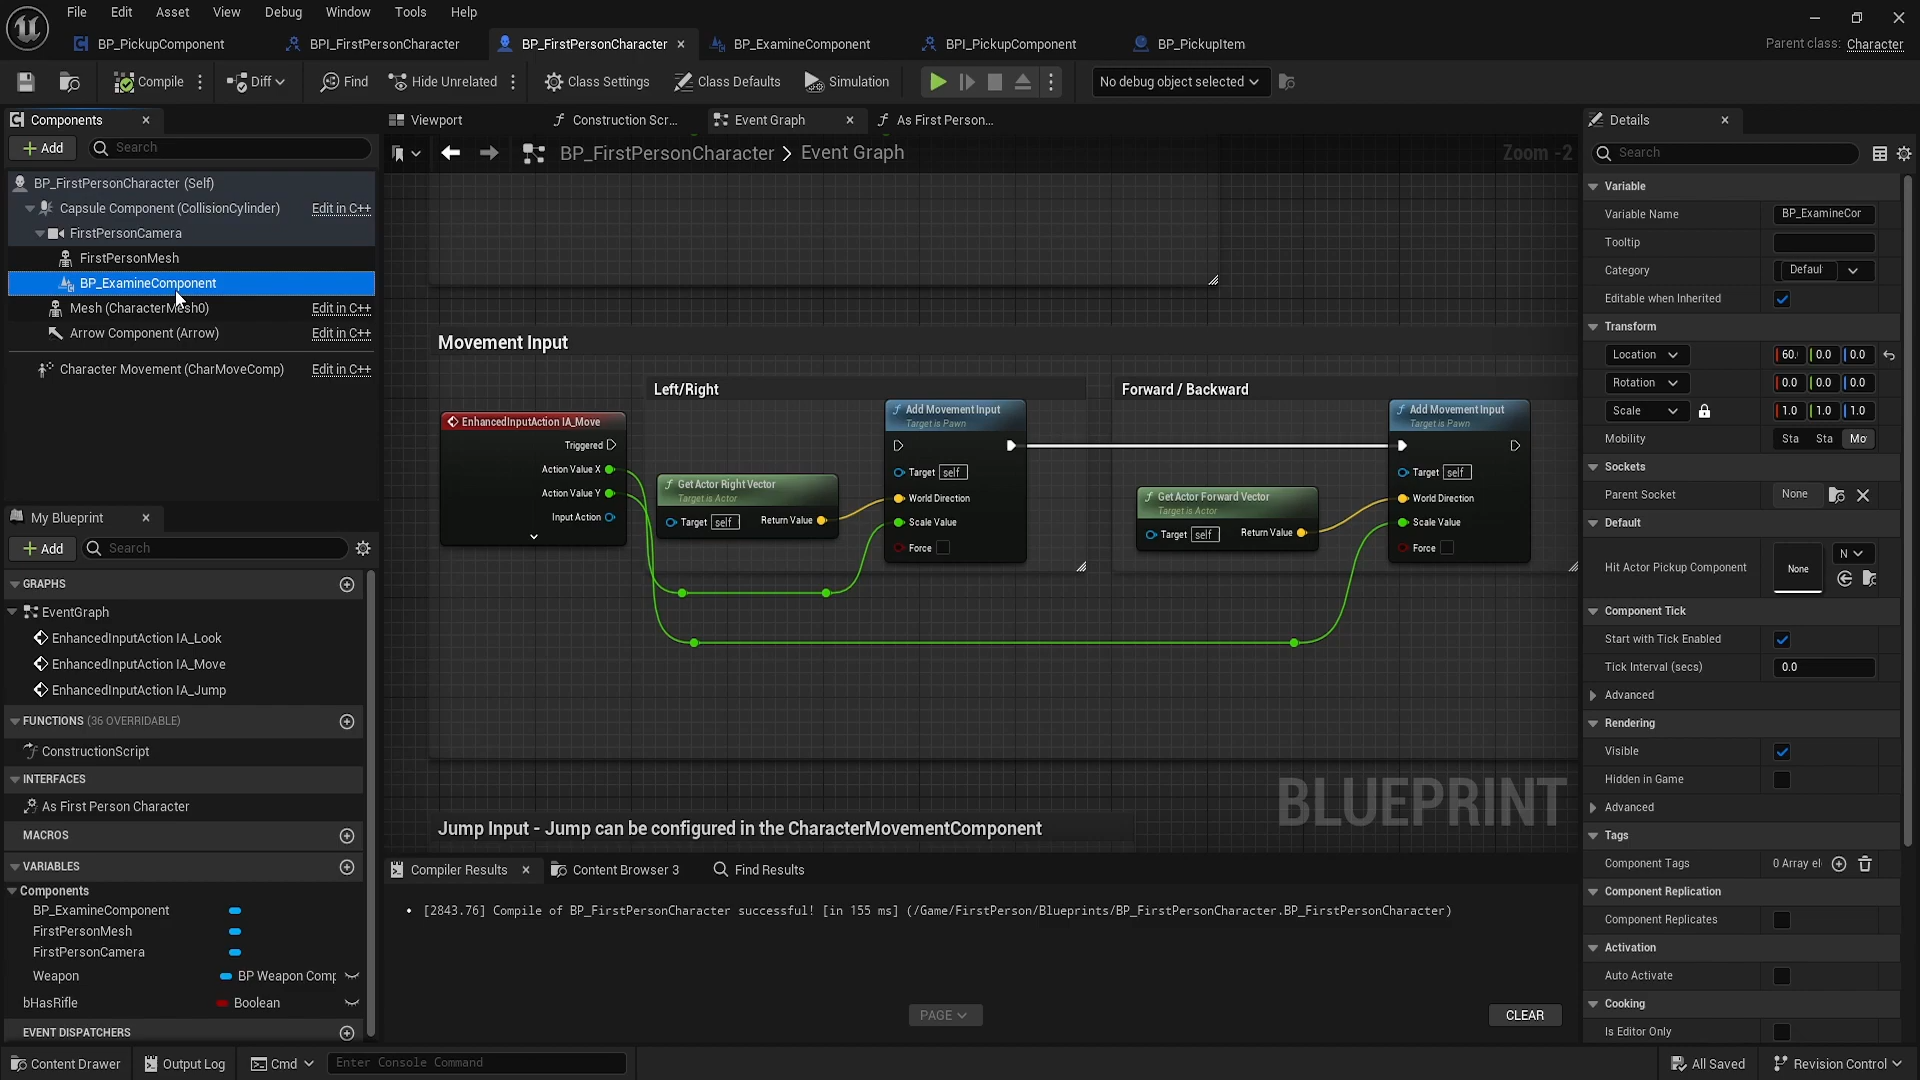 File Edit Asset View Debug Window Tools Help
BP_PickupComponent BPI_FirstPersonCharacter BP_FirstPersonCharacter BP_ExamineComponent BPI_PickupComponent BP_PickupItem Parent class: Character
Compile Diff Find Hide Unrelated Class Settings Class Defaults Simulation No debug object selected
Components
Add Search
BP_FirstPersonCharacter (Self)
Capsule Component (CollisionCylinder) Edit in C++
FirstPersonCamera
FirstPersonMesh
BP_ExamineComponent
Mesh (CharacterMesh0) Edit in C++
Arrow Component (Arrow) Edit in C++
Character Movement (CharMoveComp) Edit in C++
My Blueprint
Add Search
GRAPHS
EventGraph
EnhancedInputAction IA_Look
EnhancedInputAction IA_Move
EnhancedInputAction IA_Jump
FUNCTIONS (36 OVERRIDABLE)
ConstructionScript
INTERFACES
As First Person Character
MACROS
VARIABLES
Components
BP_ExamineComponent
FirstPersonMesh
FirstPersonCamera
Weapon BP Weapon Comp
bHasRifle Boolean
EVENT DISPATCHERS
Viewport Construction Scr... Event Graph As First Person...
BP_FirstPersonCharacter > Event Graph Zoom -2
Movement Input
Left/Right
Forward / Backward
EnhancedInputAction IA_Move
Triggered
Action Value X
Action Value Y
Input Action
Get Actor Right Vector
Target is Actor
Target self Return Value
Add Movement Input
Target is Pawn
Target self
World Direction
Scale Value
Force
Get Actor Forward Vector
Target is Actor
Target self Return Value
Add Movement Input
Target is Pawn
Target self
World Direction
Scale Value
Force
BLUEPRINT
Jump Input - Jump can be configured in the CharacterMovementComponent
Compiler Results Content Browser 3 Find Results
• [2843.76] Compile of BP_FirstPersonCharacter successful! [in 155 ms] (/Game/FirstPerson/Blueprints/BP_FirstPersonCharacter.BP_FirstPersonCharacter)
PAGE CLEAR
Details
Search
Variable
Variable Name BP_ExamineCor
Tooltip
Category Defaul
Editable when Inherited
Transform
Location 60. 0.0 0.0
Rotation 0.0 0.0 0.0
Scale 1.0 1.0 1.0
Mobility Sta Sta Mo
Sockets
Parent Socket None
Default
Hit Actor Pickup Component None N
Component Tick
Start with Tick Enabled
Tick Interval (secs) 0.0
Advanced
Rendering
Visible
Hidden in Game
Advanced
Tags
Component Tags 0 Array el
Component Replication
Component Replicates
Activation
Auto Activate
Cooking
Is Editor Only
Content Drawer Output Log Cmd Enter Console Command All Saved Revision Control